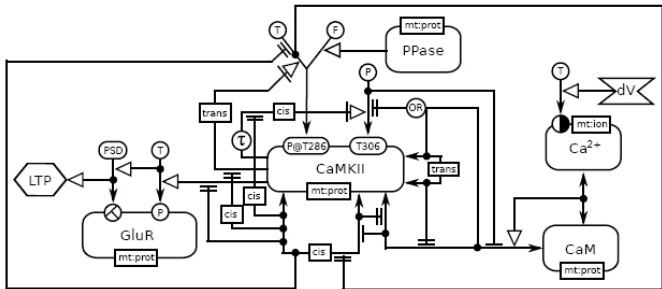 T
F
mt:prot
PPase
P
T
dV
trans
cis
OR
mt:ion
Ca2+
τ
P@T286
T306
CaMKII
mt:prot
trans
PSD
T
LTP
cis
cis
P
GluR
mt:prot
cis
CaM
mt:prot